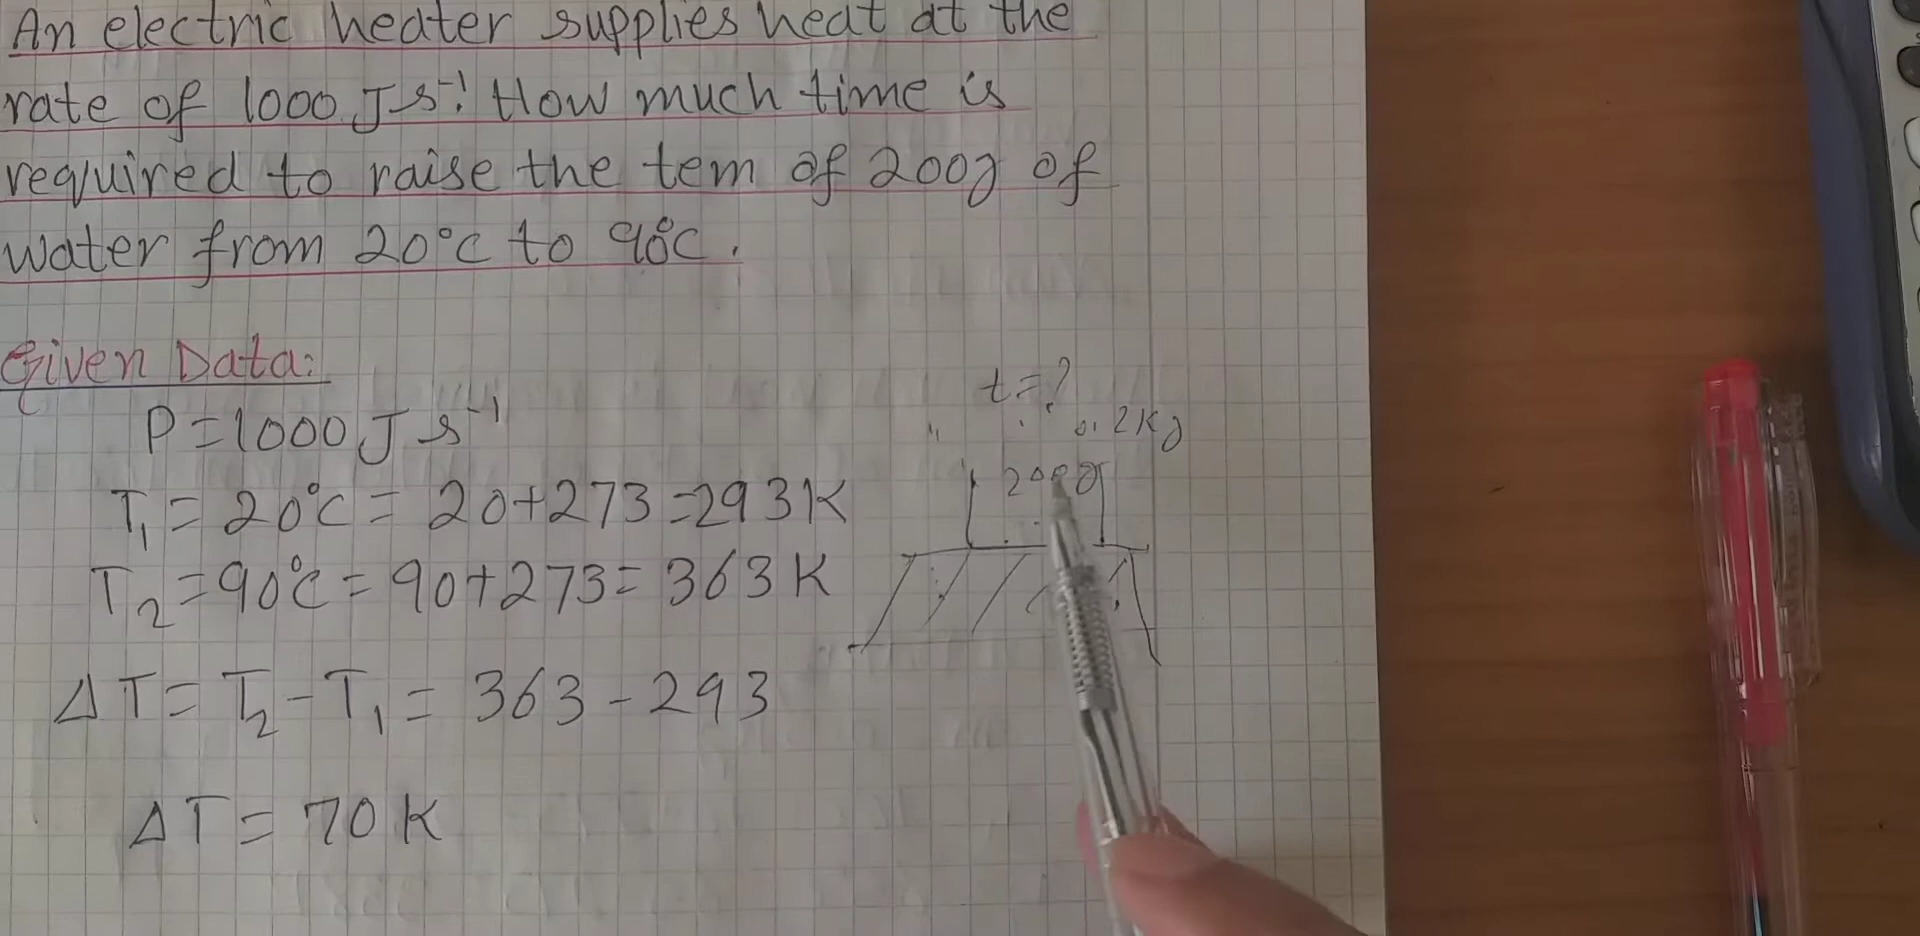 An electric heater supplies heat at the
rate of 1000 J s⁻¹. How much time is
required to raise the tem of 200g of
water from 20°C to 90°C.
Given Data:
P = 1000 J s⁻¹
t = ?
0.2Kg
200g
T₁ = 20°C = 20+273 = 293K
T₂ = 90°C = 90+273 = 363 K
ΔT = T₂ - T₁ = 363 - 293
ΔT = 70 K